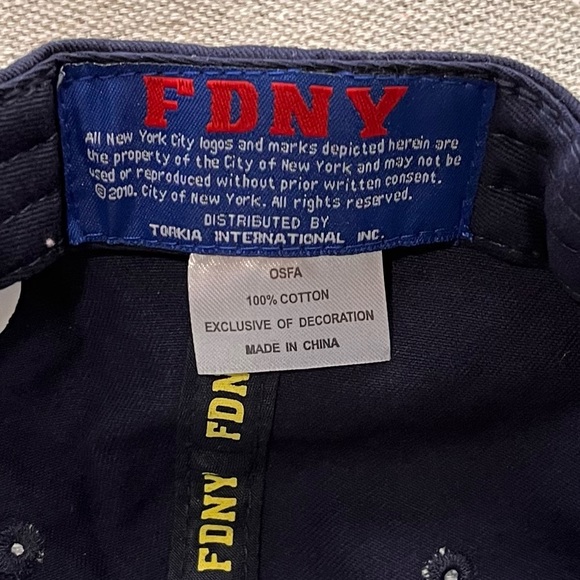 FDNY
All New York City logos and marks depicted herein are
the property of the City of New York and may not be
used or reproduced without prior written consent.
©2010. City of New York. All rights reserved.
DISTRIBUTED BY
TORKIA INTERNATIONAL INC.
OSFA
100% COTTON
EXCLUSIVE OF DECORATION
MADE IN CHINA
FDNY FDN